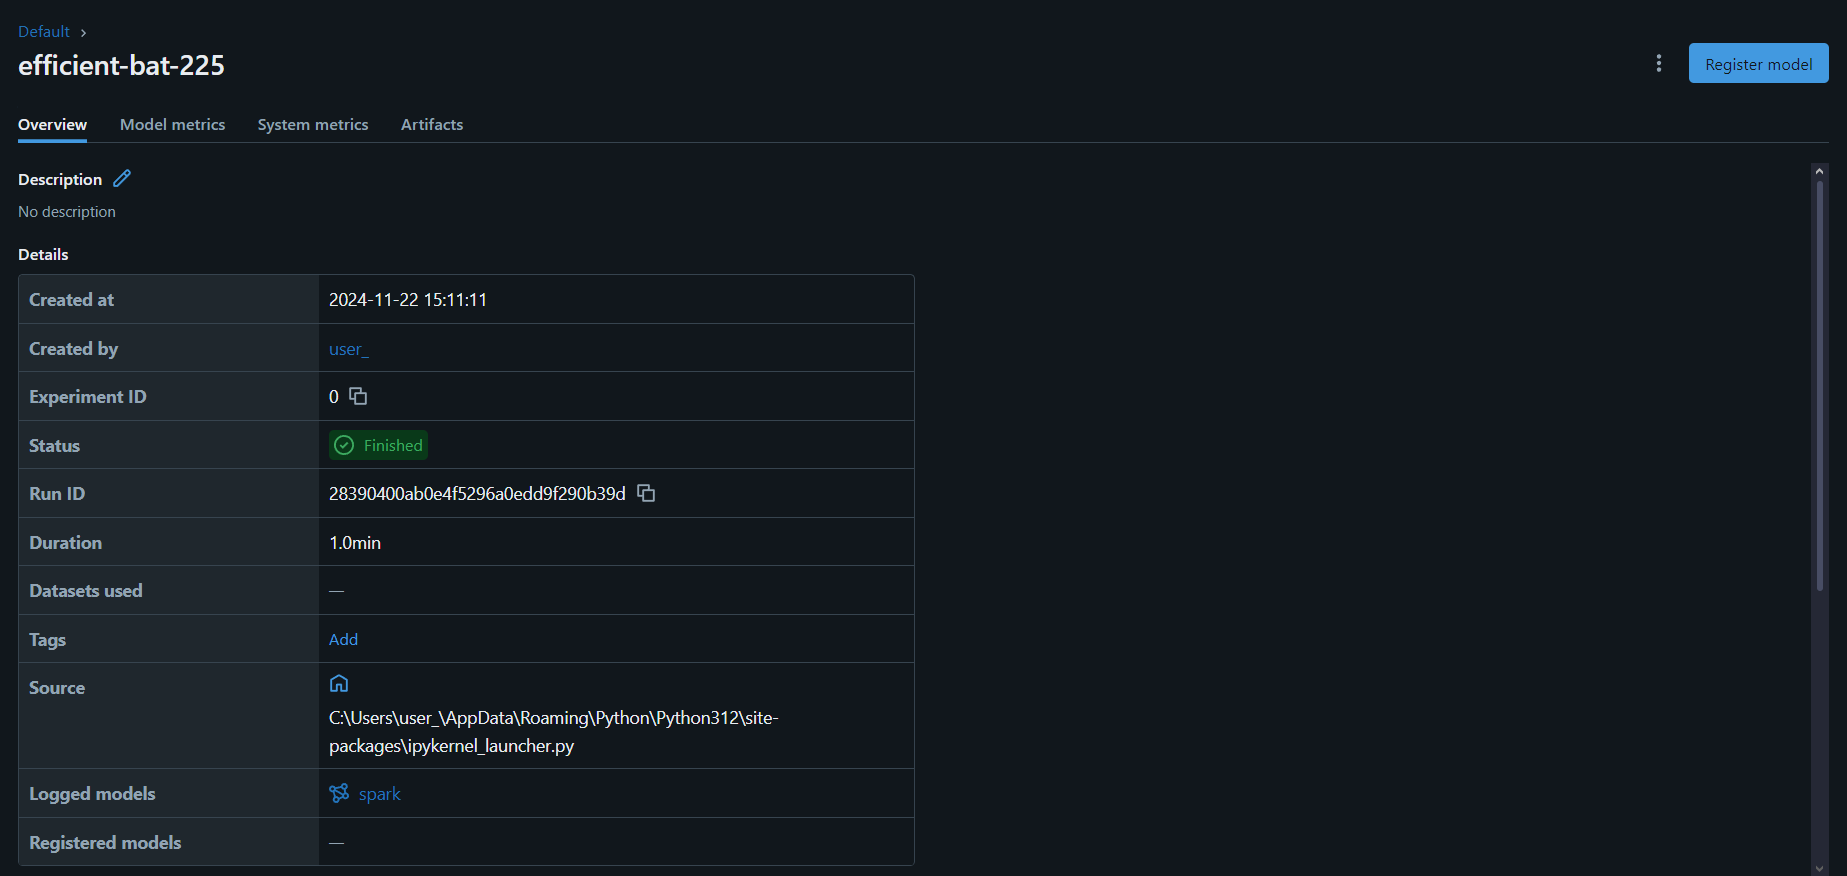 Default ›
efficient-bat-225
Register model
Overview Model metrics System metrics Artifacts
Description
No description
Details
Created at 2024-11-22 15:11:11
Created by user_
Experiment ID 0
Status Finished
Run ID 28390400ab0e4f5296a0edd9f290b39d
Duration 1.0min
Datasets used —
Tags Add
Source
C:\Users\user_\AppData\Roaming\Python\Python312\site-
packages\ipykernel_launcher.py
Logged models spark
Registered models —